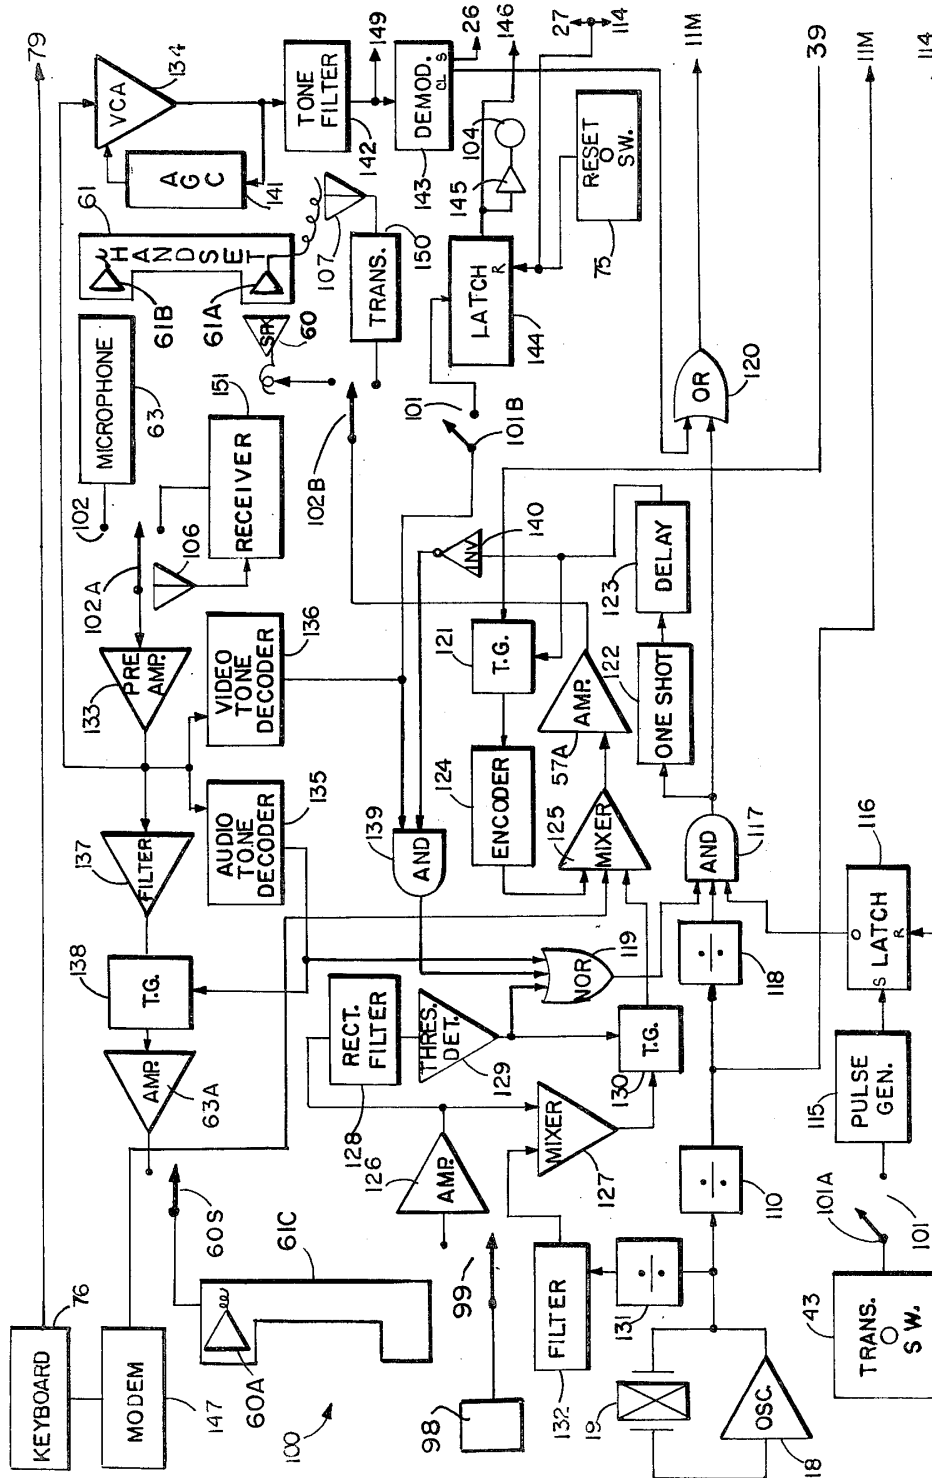 79
VCA
134
AGC
141
TONE FILTER
142
149
DEMOD.
CL
S
143
26
146
27
114
11M
39
11M
114
61
HANDSET
61B
61A
107
TRANS.
150
SPK
60
LATCH
R
144
145
104
RESET SW.
75
MICROPHONE
63
102
102A
151
RECEIVER
106
102B
101
101B
OR
120
PRE AMP.
133
VIDEO TONE DECODER
136
INV
140
T.G.
121
DELAY
123
ONE SHOT
122
AMP.
57A
FILTER
137
AUDIO TONE DECODER
135
AND
139
ENCODER
124
MIXER
125
AND
117
116
O
LATCH
S
R
T.G.
138
AMP.
63A
RECT. FILTER
128
THRES. DET.
129
NOR
119
÷
118
T.G.
130
AMP.
126
MIXER
127
÷
110
115
PULSE GEN.
60S
61C
60A
99
98
100
FILTER
132
÷
131
101A
101
43
TRANS. SW.
76
KEYBOARD
MODEM
147
19
OSC.
18